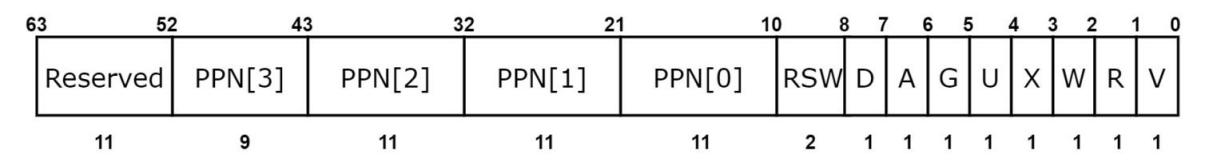 63 52 43 32 21 10 8 7 6 5 4 3 2 1 0
Reserved PPN[3] PPN[2] PPN[1] PPN[0] RSW D A G U X W R V
11 9 11 11 11 2 1 1 1 1 1 1 1 1